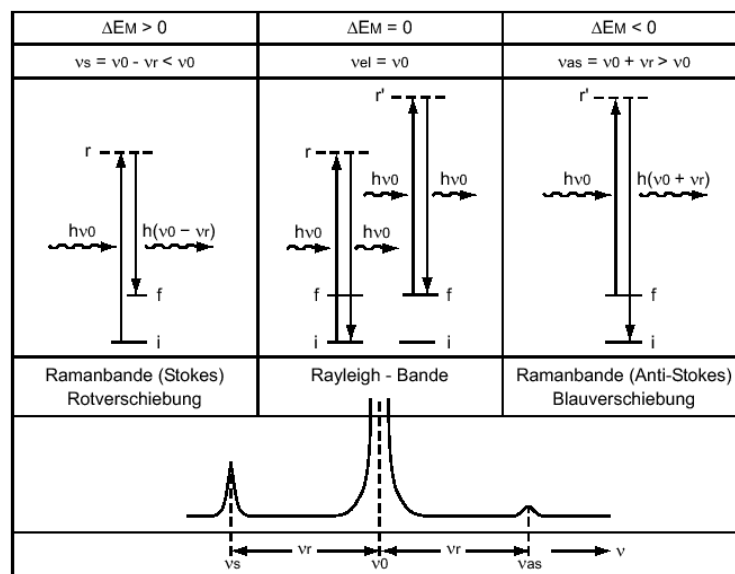 ΔEM > 0
ΔEM = 0
ΔEM < 0
νs = ν0 - νr < ν0
νel = ν0
νas = ν0 + νr > ν0
r
hν0
h(ν0 − νr)
f
i
r'
r
hν0
hν0
hν0
hν0
f
f
i
i
r'
hν0
h(ν0 + νr)
f
i
Ramanbande (Stokes)
Rotverschiebung
Rayleigh - Bande
Ramanbande (Anti-Stokes)
Blauverschiebung
νr
νr
νs
ν0
νas
ν